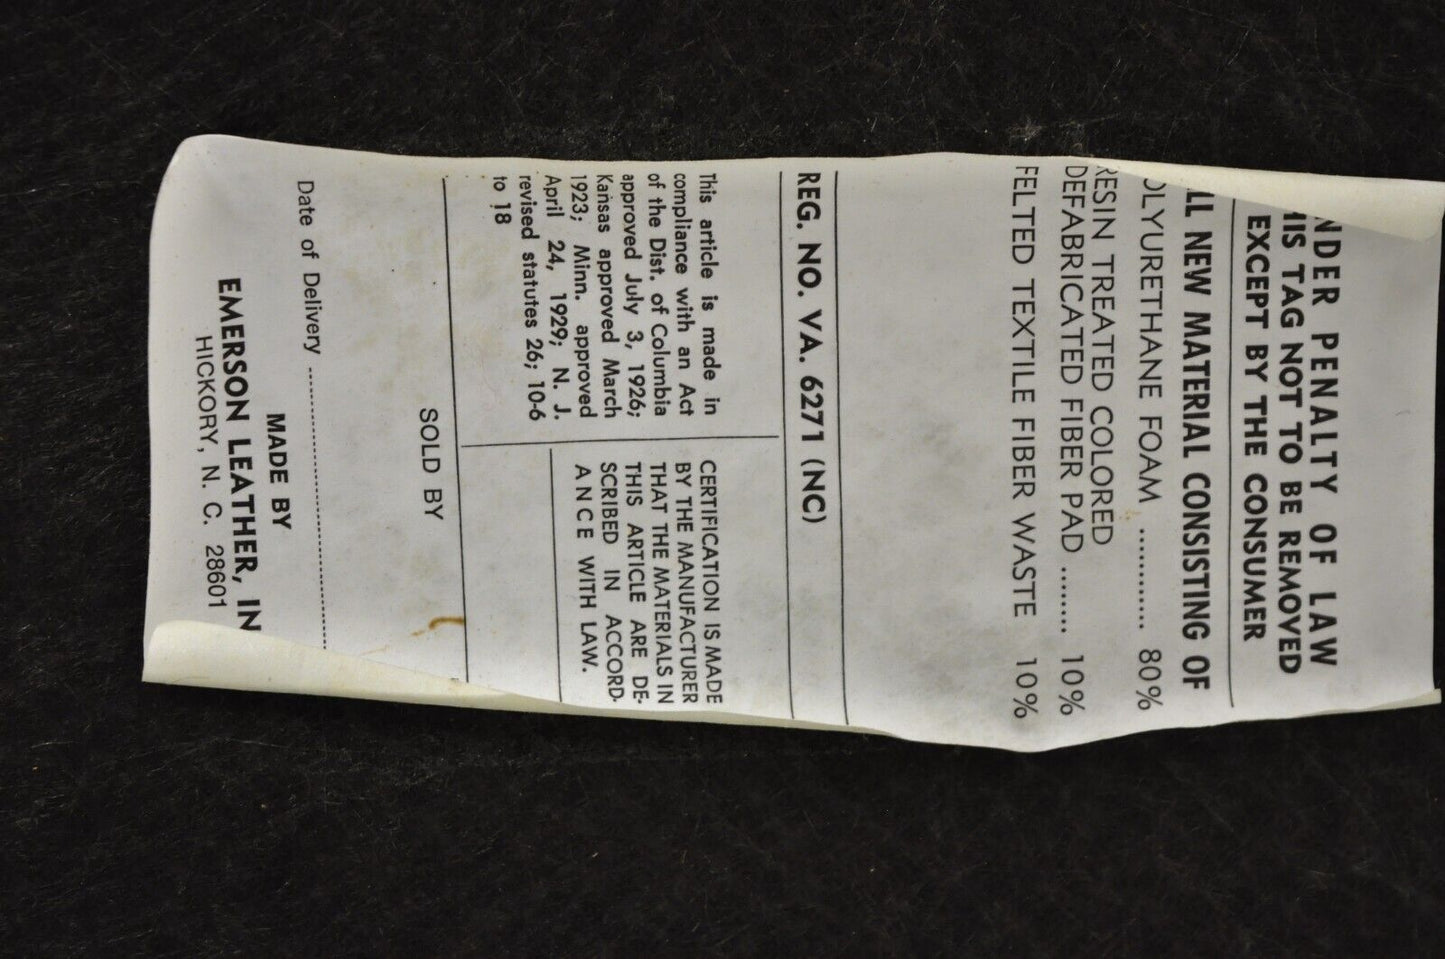 NDER PENALTY OF LAW
HIS TAG NOT TO BE REMOVED
EXCEPT BY THE CONSUMER
LL NEW MATERIAL CONSISTING OF
OLYURETHANE FOAM ............ 80%
RESIN TREATED COLORED
DEFABRICATED FIBER PAD ........ 10%
FELTED TEXTILE FIBER WASTE 10%
REG. NO. VA. 6271 (NC)
This article is made in
compliance with an Act
of the Dist. of Columbia
approved July 3, 1926;
Kansas approved March
1923; Minn. approved
April 24, 1929; N. J.
revised statutes 26; 10-6
to 18
CERTIFICATION IS MADE
BY THE MANUFACTURER
THAT THE MATERIALS IN
THIS ARTICLE ARE DE-
SCRIBED IN ACCORD-
ANCE WITH LAW.
SOLD BY
Date of Delivery
MADE BY
EMERSON LEATHER, IN
HICKORY, N. C. 28601